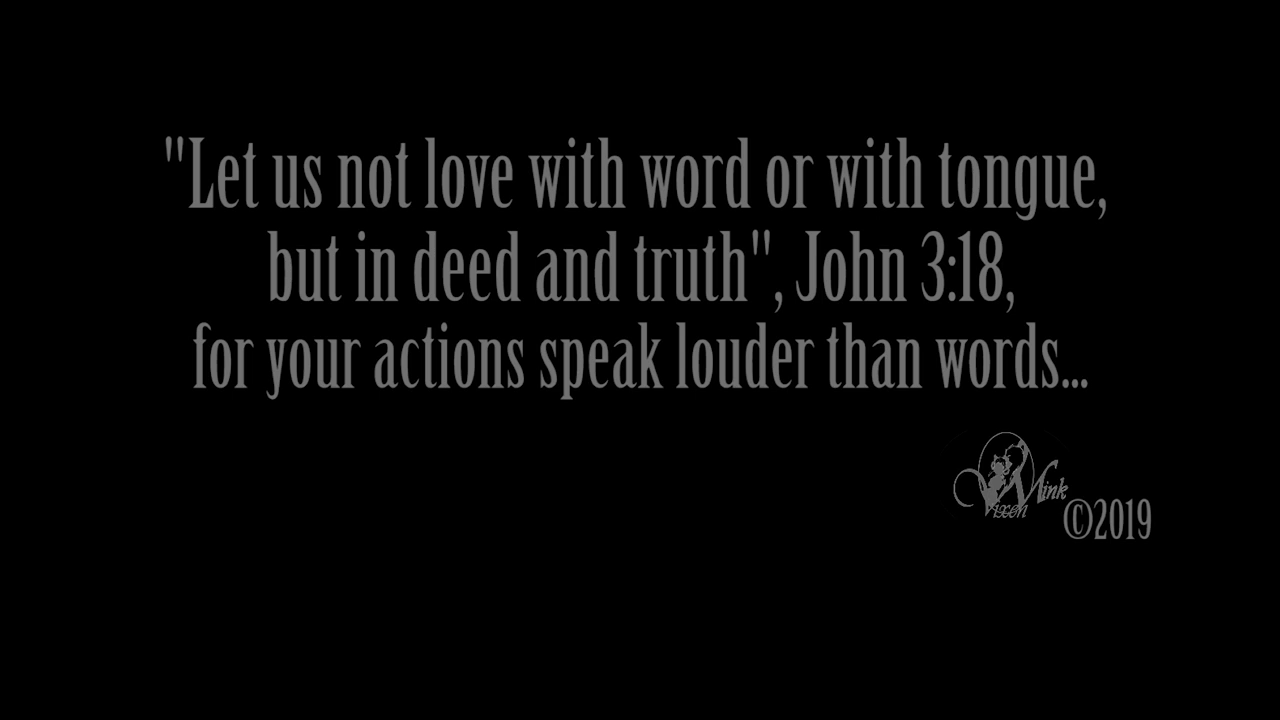 "Let us not love with word or with tongue,
but in deed and truth", John 3:18,
for your actions speak louder than words...
Mink
Vixen
©2019